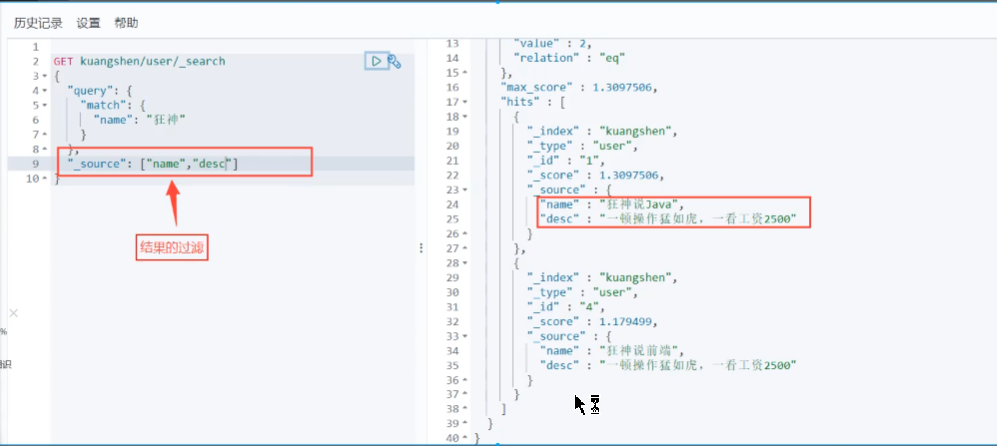 历史记录 设置 帮助
1
2 GET kuangshen/user/_search
3 {
4 "query": {
5 "match": {
6 "name": "狂神"
7 }
8 },
9 "_source": ["name","desc"]
10 }
结果的过滤
%
识
13 "value" : 2,
14 "relation" : "eq"
15 },
16 "max_score" : 1.3097506,
17 "hits" : [
18 {
19 "_index" : "kuangshen",
20 "_type" : "user",
21 "_id" : "1",
22 "_score" : 1.3097506,
23 "_source" : {
24 "name" : "狂神说Java",
25 "desc" : "一顿操作猛如虎，一看工资2500"
26 }
27 },
28 {
29 "_index" : "kuangshen",
30 "_type" : "user",
31 "_id" : "4",
32 "_score" : 1.179499,
33 "_source" : {
34 "name" : "狂神说前端",
35 "desc" : "一顿操作猛如虎，一看工资2500"
36 }
37 }
38 ]
39 }
40 }